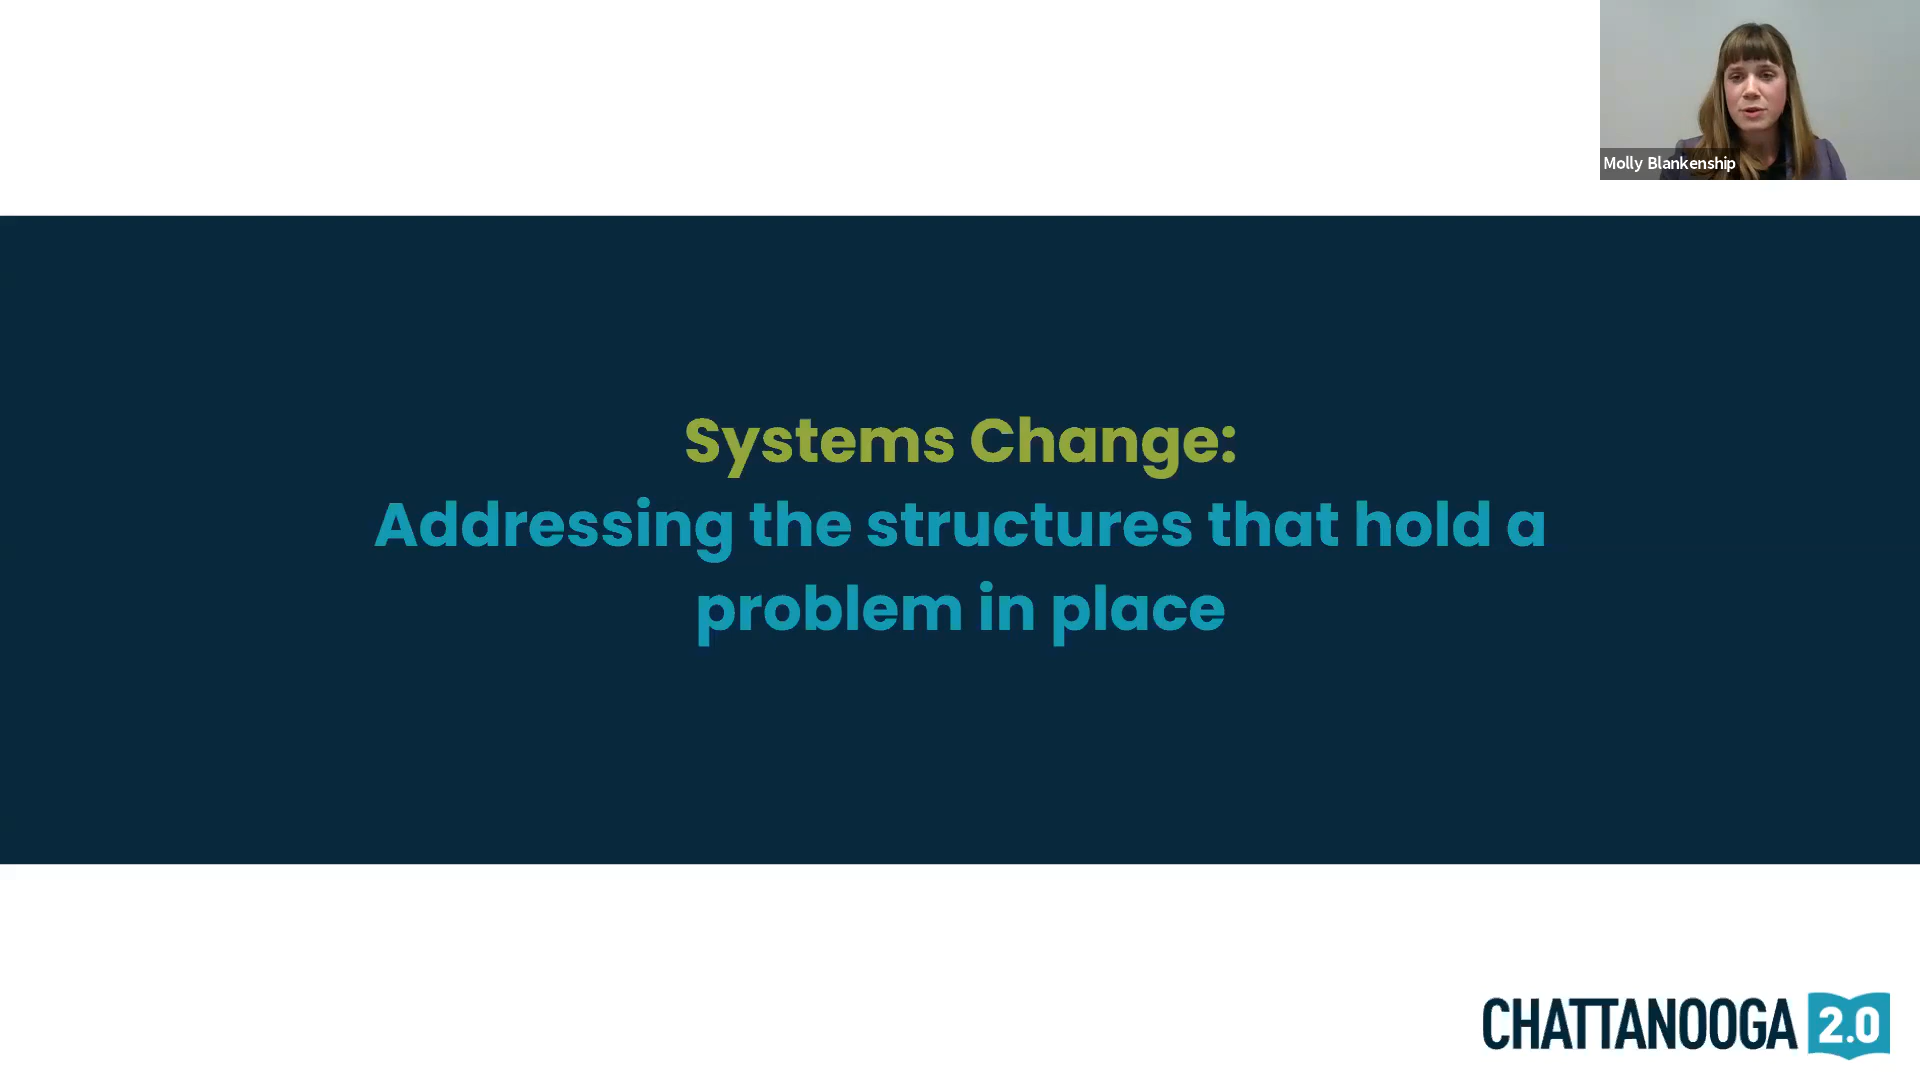 Molly Blankenship
Systems Change:
Addressing the structures that hold a
problem in place
CHATTANOOGA 2.0